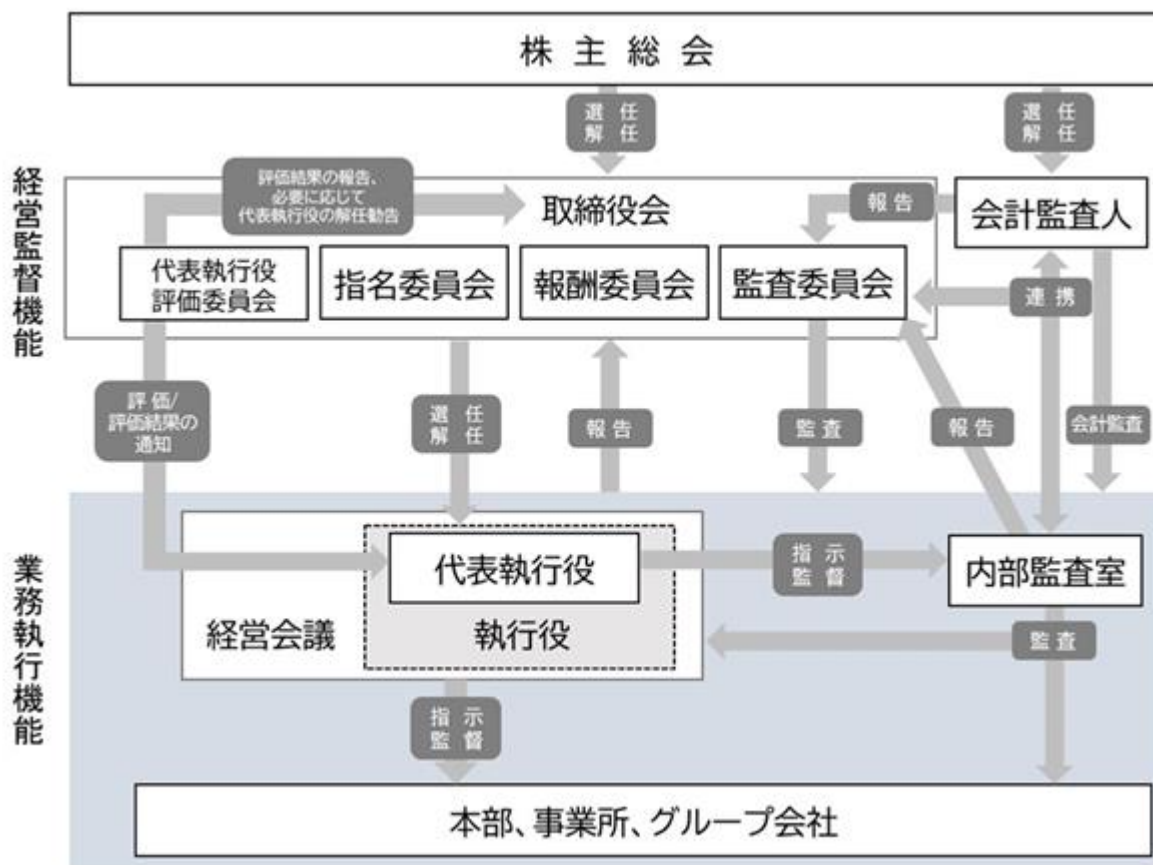 株主総会
選任
解任
選任
解任
経営監督機能
評価結果の報告、
必要に応じて
代表執行役の解任勧告
取締役会
報告
会計監査人
代表執行役
評価委員会
指名委員会
報酬委員会
監査委員会
連携
評価/
評価結果の
通知
選任
解任
報告
監査
報告
会計監査
業務執行機能
代表執行役
指示
監督
内部監査室
経営会議
執行役
監査
指示
監督
本部、事業所、グループ会社